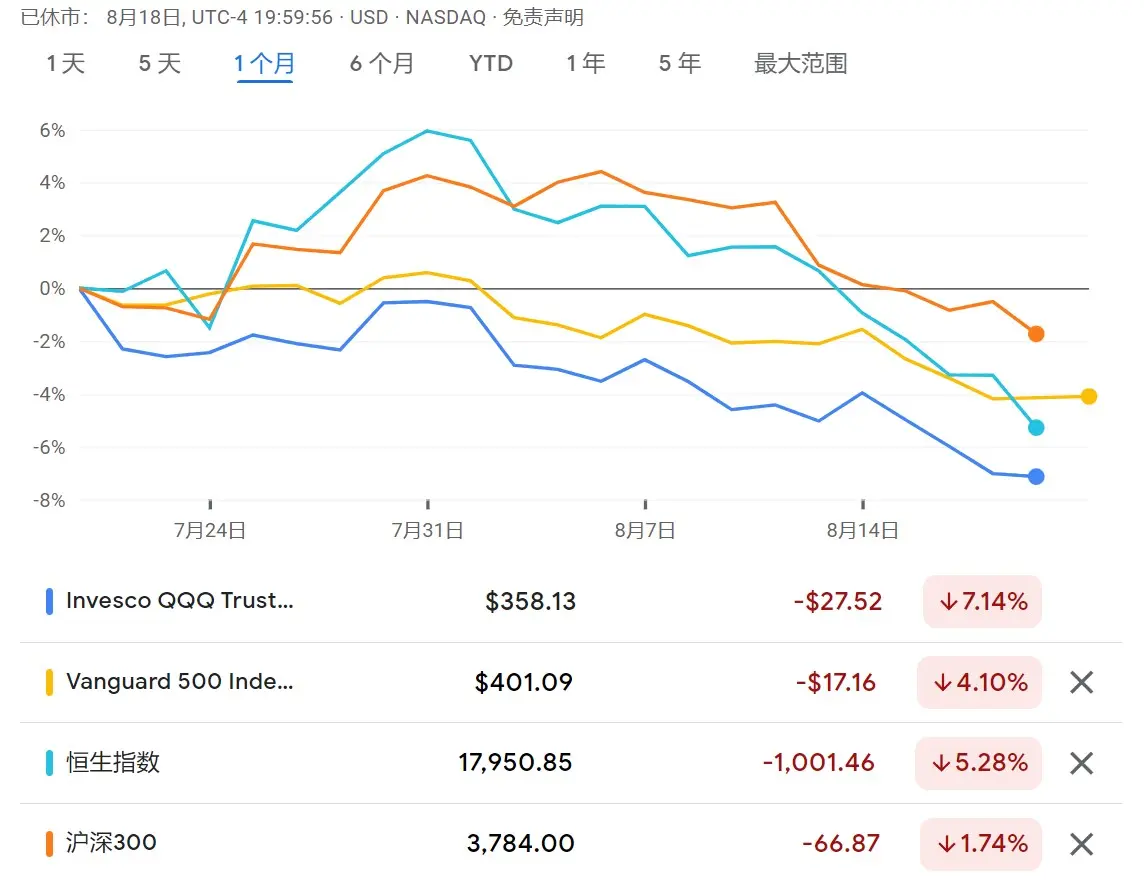 已休市： 8月18日, UTC-4 19:59:56 · USD · NASDAQ · 免责声明
1 天 5 天 1 个月 6 个月 YTD 1 年 5 年 最大范围
6%
4%
2%
0%
-2%
-4%
-6%
-8%
7月24日 7月31日 8月7日 8月14日
Invesco QQQ Trust... $358.13 -$27.52 ↓7.14%
Vanguard 500 Inde... $401.09 -$17.16 ↓4.10%
恒生指数 17,950.85 -1,001.46 ↓5.28%
沪深300 3,784.00 -66.87 ↓1.74%